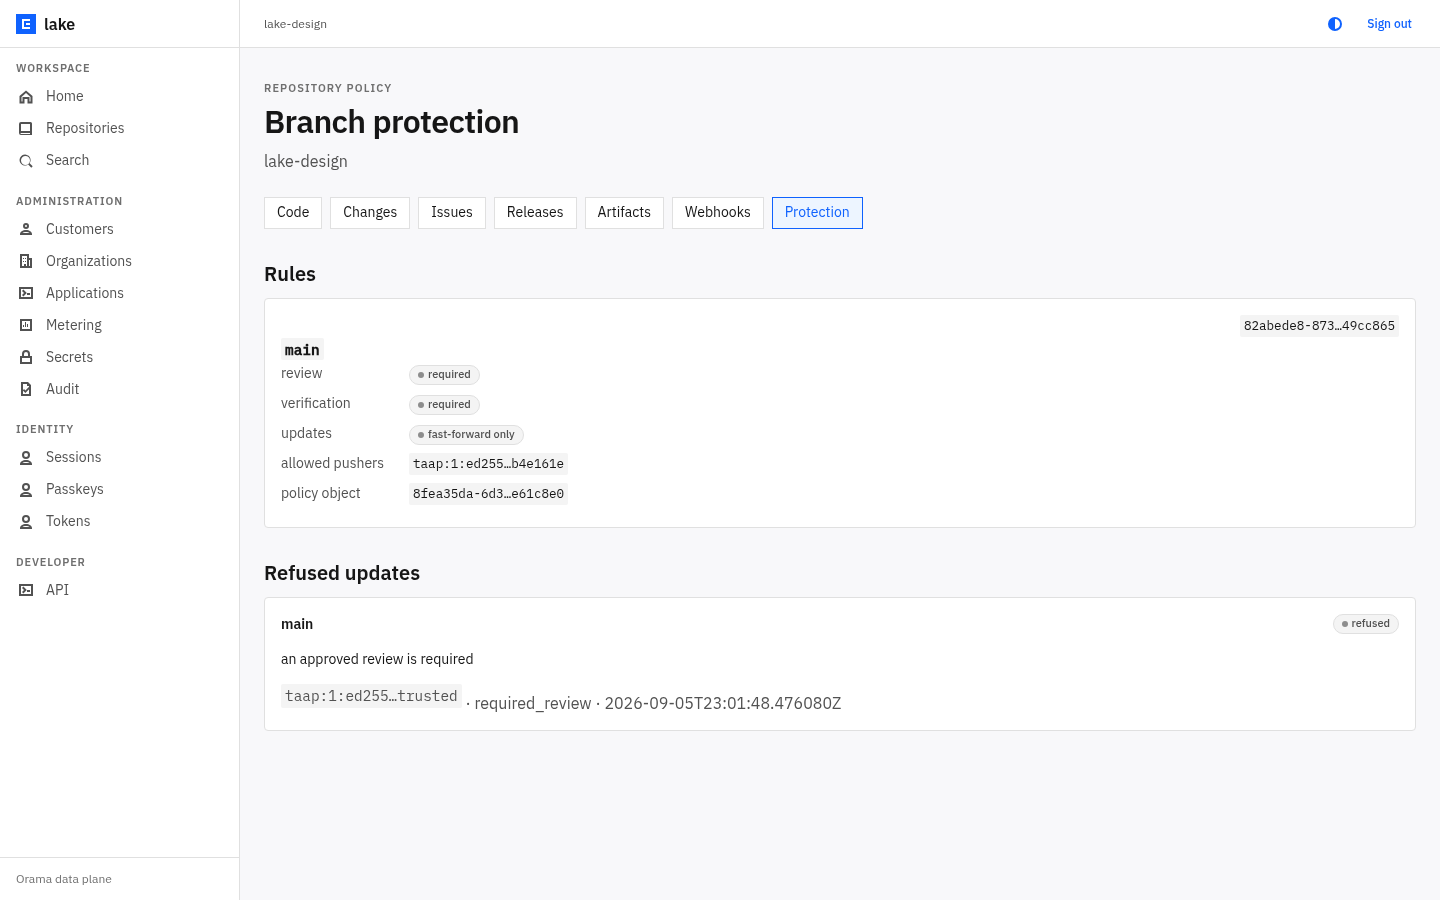 lake
lake-design
Sign out
WORKSPACE
Home
Repositories
Search
ADMINISTRATION
Customers
Organizations
Applications
Metering
Secrets
Audit
IDENTITY
Sessions
Passkeys
Tokens
DEVELOPER
API
Orama data plane
REPOSITORY POLICY
Branch protection
lake-design
Code
Changes
Issues
Releases
Artifacts
Webhooks
Protection
Rules
82abede8-873…49cc865
main
review required
verification required
updates fast-forward only
allowed pushers taap:1:ed255…b4e161e
policy object 8fea35da-6d3…e61c8e0
Refused updates
main refused
an approved review is required
taap:1:ed255…trusted · required_review · 2026-09-05T23:01:48.476080Z